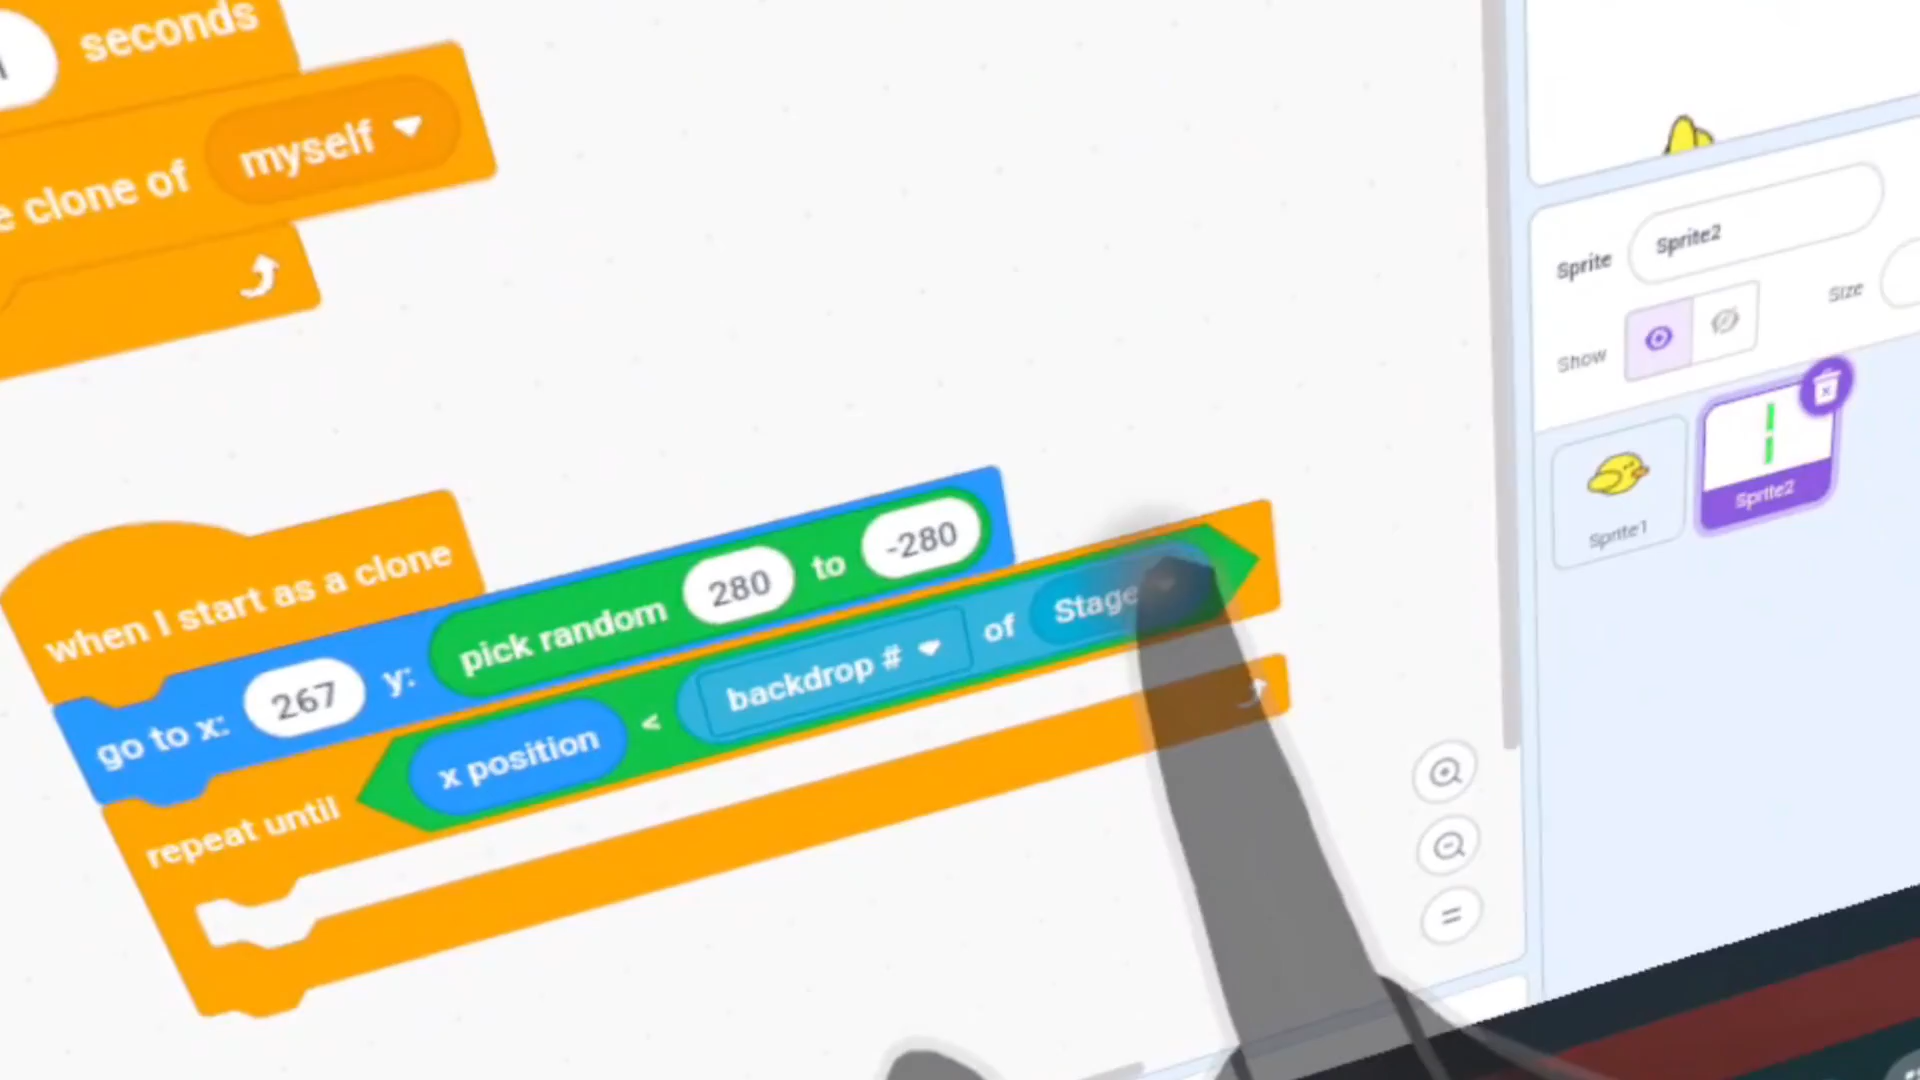 seconds
clone of myself
when I start as a clone
go to x: 267 y: pick random 280 to -280
repeat until x position < backdrop # of Stage
Sprite Sprite2
Show Size
Sprite1
Sprite2